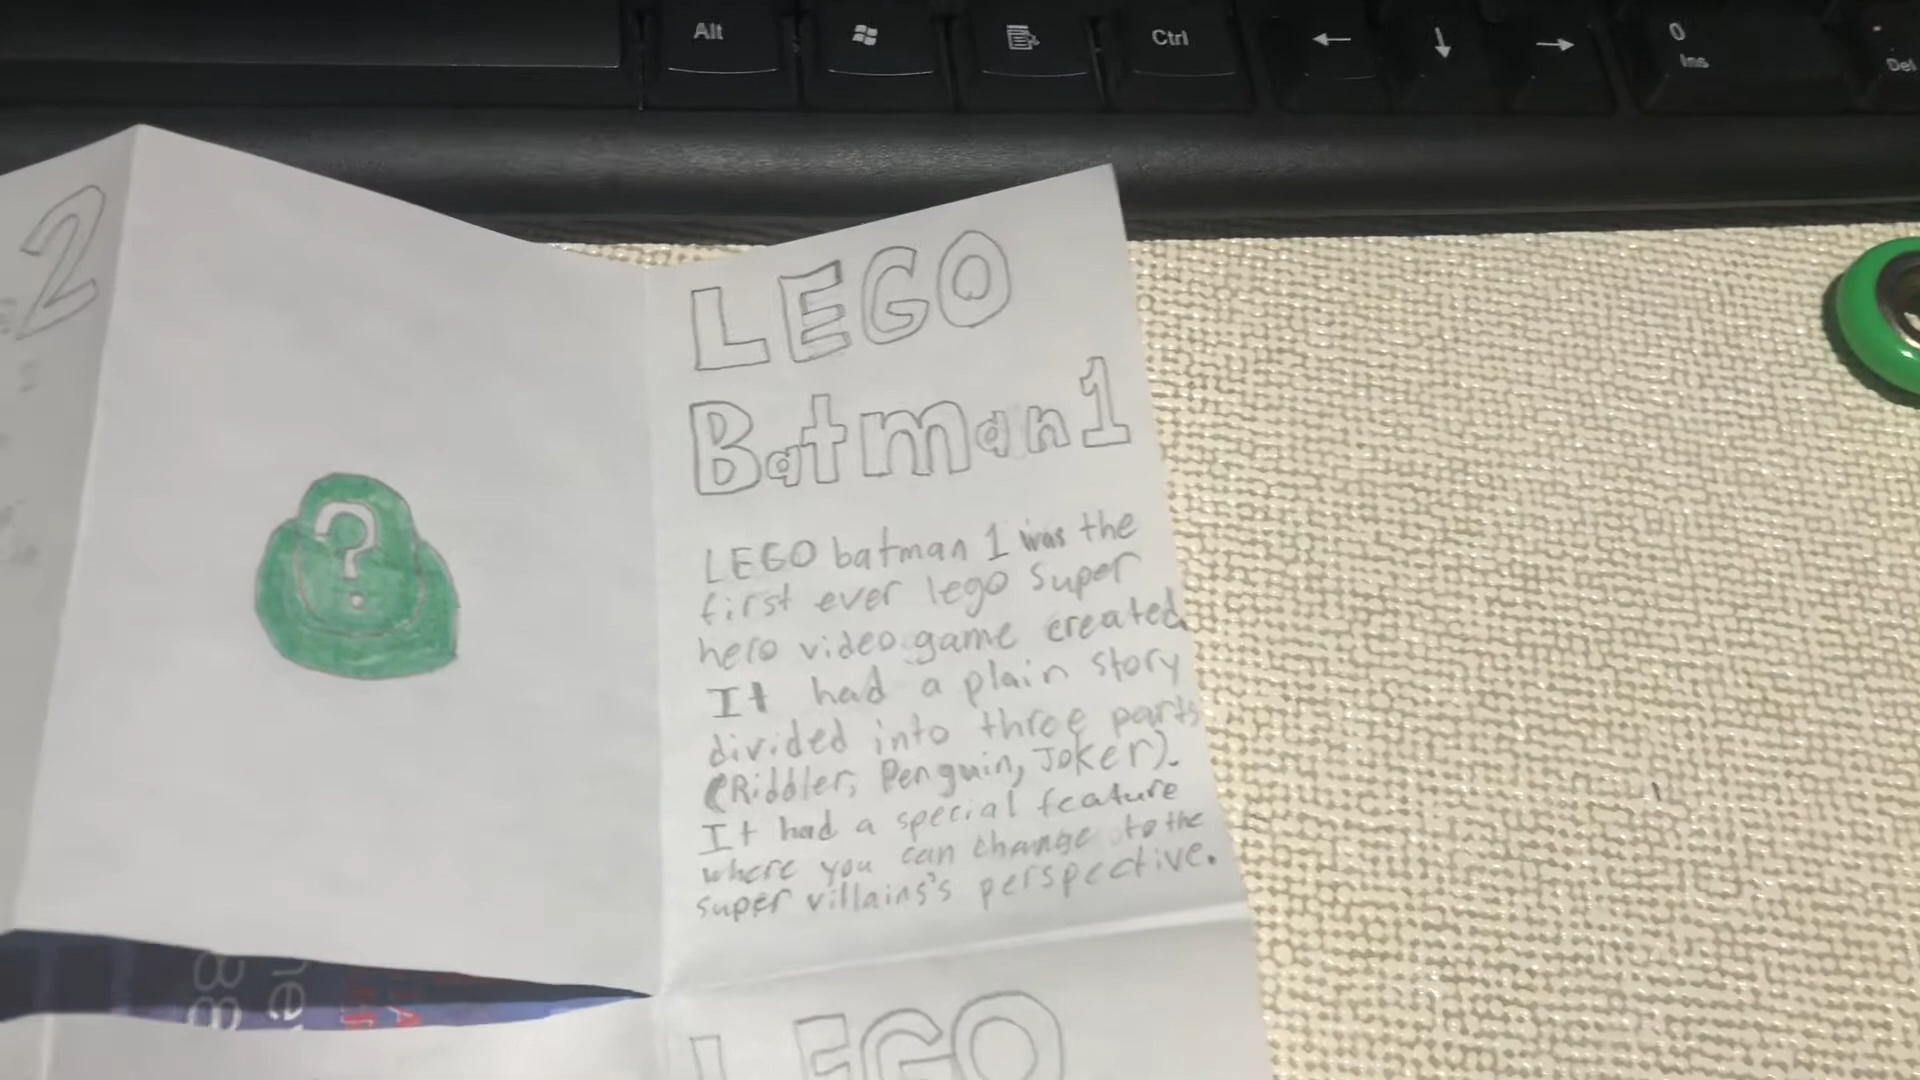 Alt
Ctrl
←
↓
→
0
Ins
Del
2
?
LEGO
Batman 1
LEGO batman 1 was the
first ever lego super
hero video game created
It had a plain story
divided into three parts
(Riddler, Penguin, Joker).
It had a special feature
where you can change to the
super villains's perspective.
LEGO